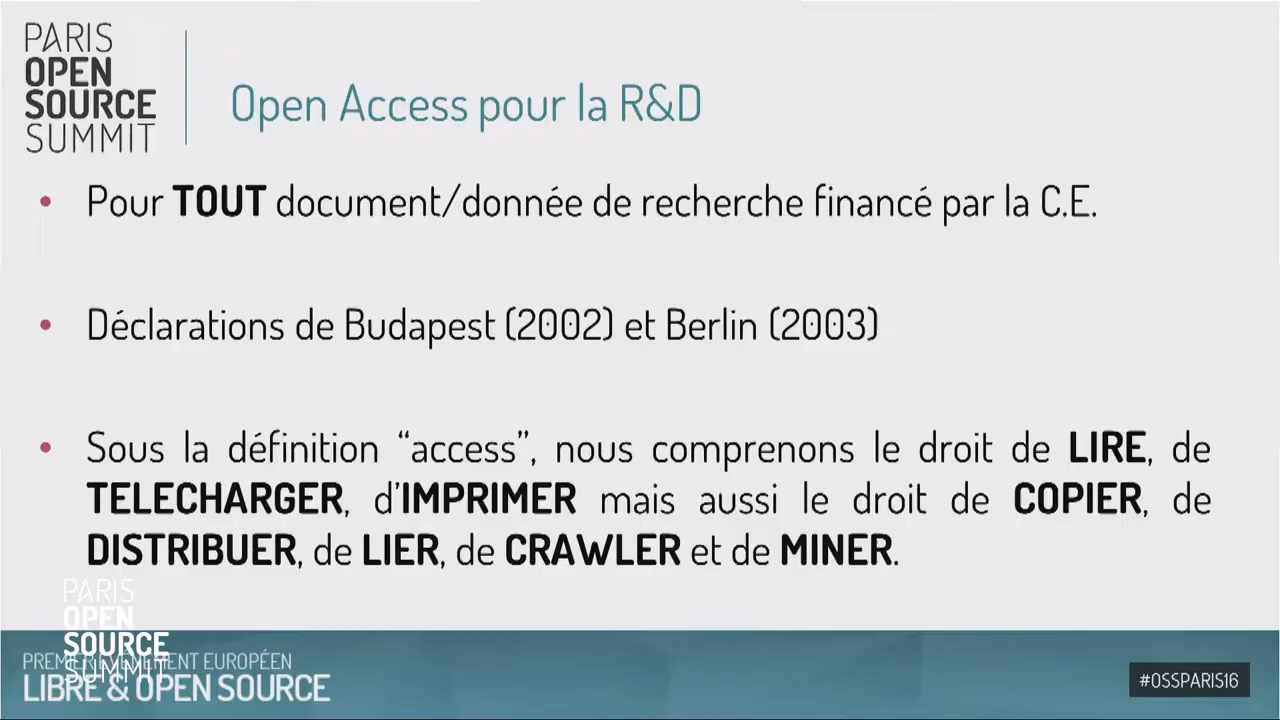 PARIS
OPEN
SOURCE
SUMMIT
Open Access pour la R&D
• Pour TOUT document/donnée de recherche financé par la C.E.
• Déclarations de Budapest (2002) et Berlin (2003)
• Sous la définition “access”, nous comprenons le droit de LIRE, de
TELECHARGER, d’IMPRIMER mais aussi le droit de COPIER, de
DISTRIBUER, de LIER, de CRAWLER et de MINER.
PARIS
OPEN
SOURCE
SUMMIT
PREMIER ÉVÉNEMENT EUROPÉEN
LIBRE & OPEN SOURCE
#OSSPARIS16